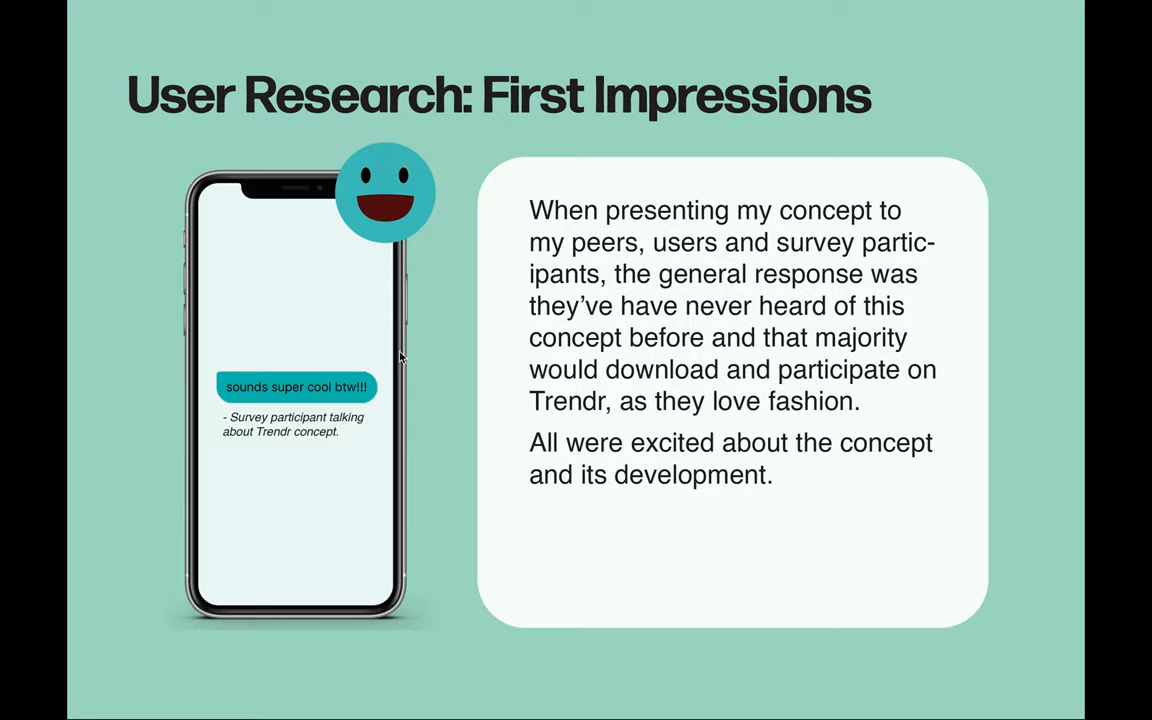 User Research: First Impressions
sounds super cool btw!!!
- Survey participant talking
about Trendr concept.
When presenting my concept to
my peers, users and survey partic-
ipants, the general response was
they’ve have never heard of this
concept before and that majority
would download and participate on
Trendr, as they love fashion.
All were excited about the concept
and its development.